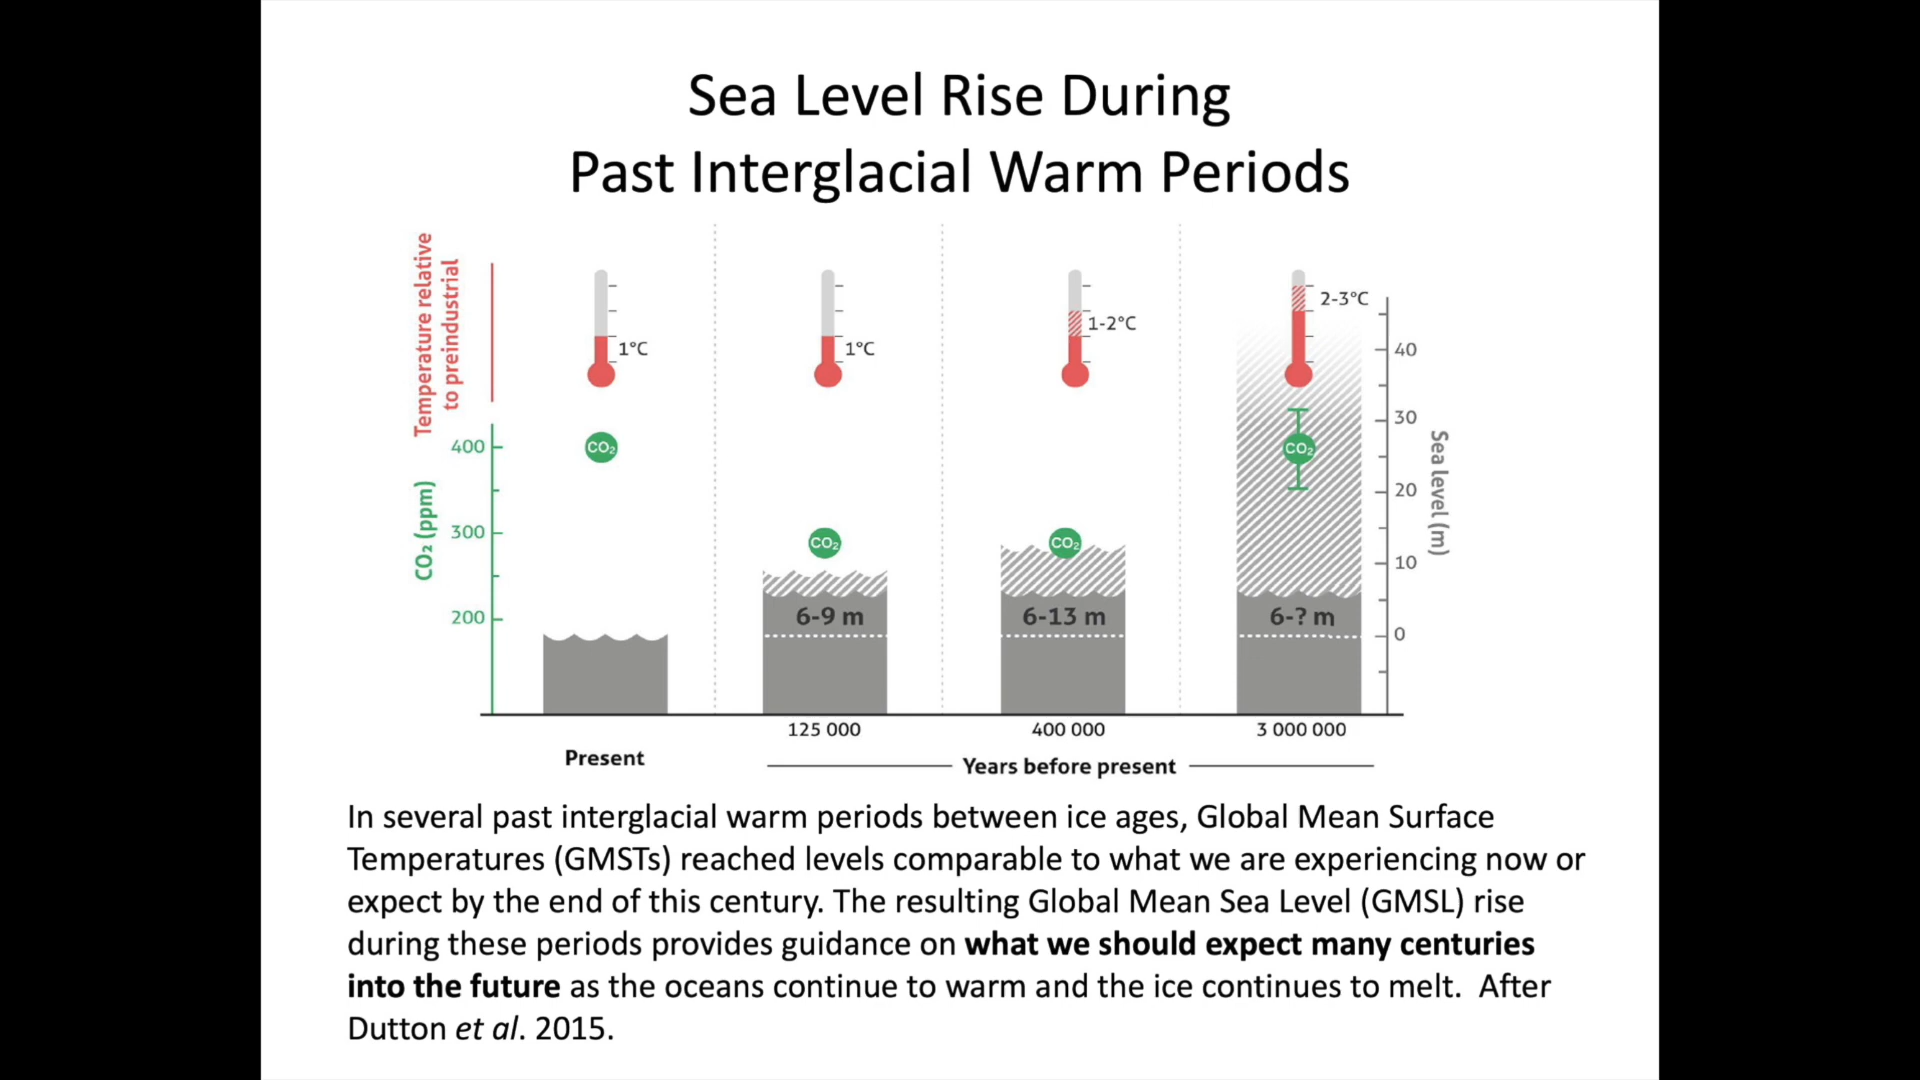 Sea Level Rise During
Past Interglacial Warm Periods
Temperature relative
to preindustrial
1°C
1°C
1-2°C
2-3°C
CO₂ (ppm)
400
300
200
CO₂
CO₂
CO₂
CO₂
6-9 m
6-13 m
6-? m
40
30
20
10
0
Sea level (m)
125 000
400 000
3 000 000
Present
Years before present
In several past interglacial warm periods between ice ages, Global Mean Surface
Temperatures (GMSTs) reached levels comparable to what we are experiencing now or
expect by the end of this century. The resulting Global Mean Sea Level (GMSL) rise
during these periods provides guidance on what we should expect many centuries
into the future as the oceans continue to warm and the ice continues to melt.  After
Dutton et al. 2015.